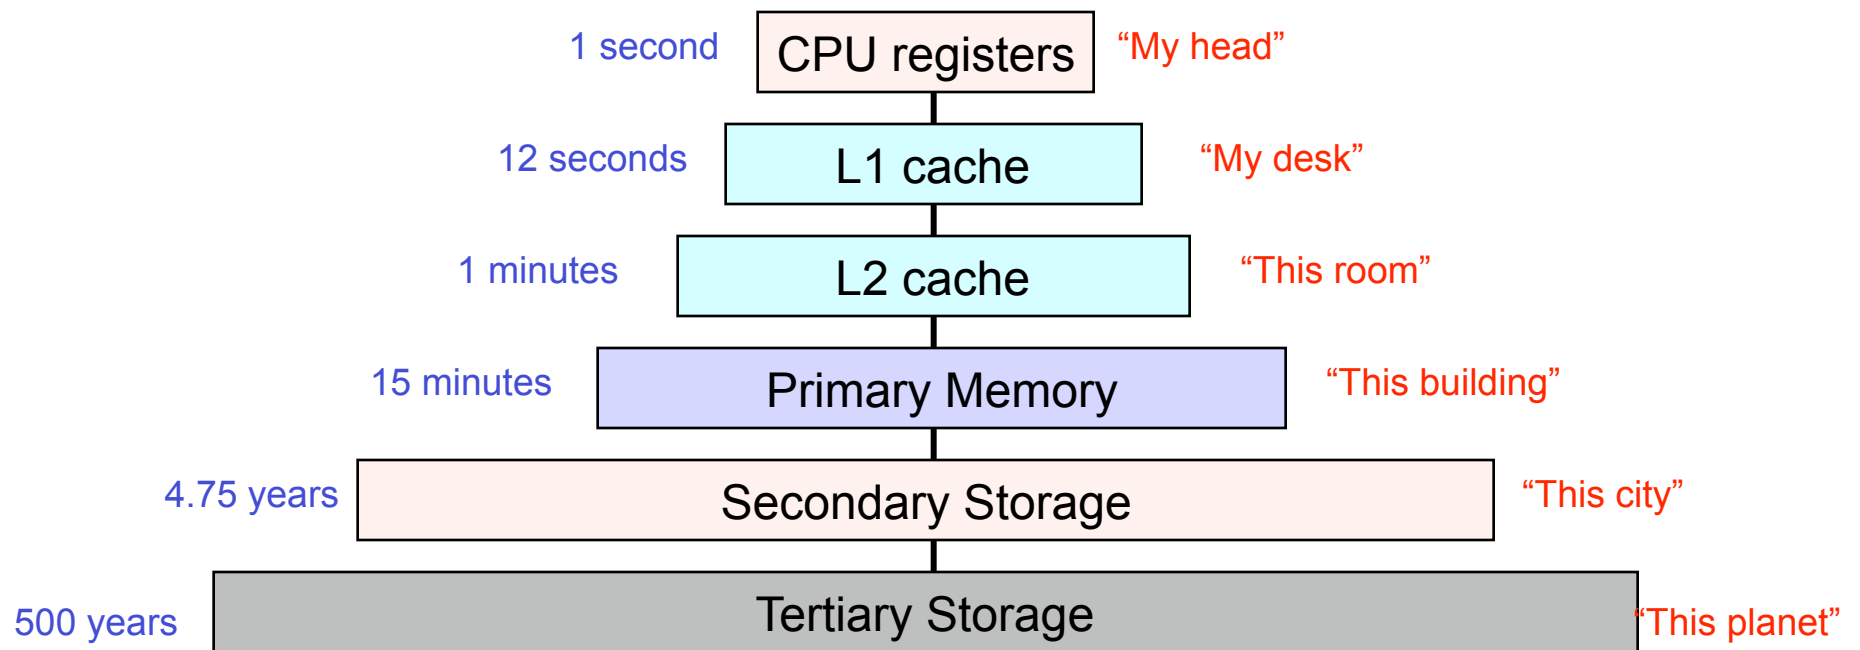 1 second CPU registers “My head”
12 seconds L1 cache “My desk”
1 minutes L2 cache “This room”
15 minutes Primary Memory “This building”
4.75 years Secondary Storage “This city”
500 years Tertiary Storage “This planet”